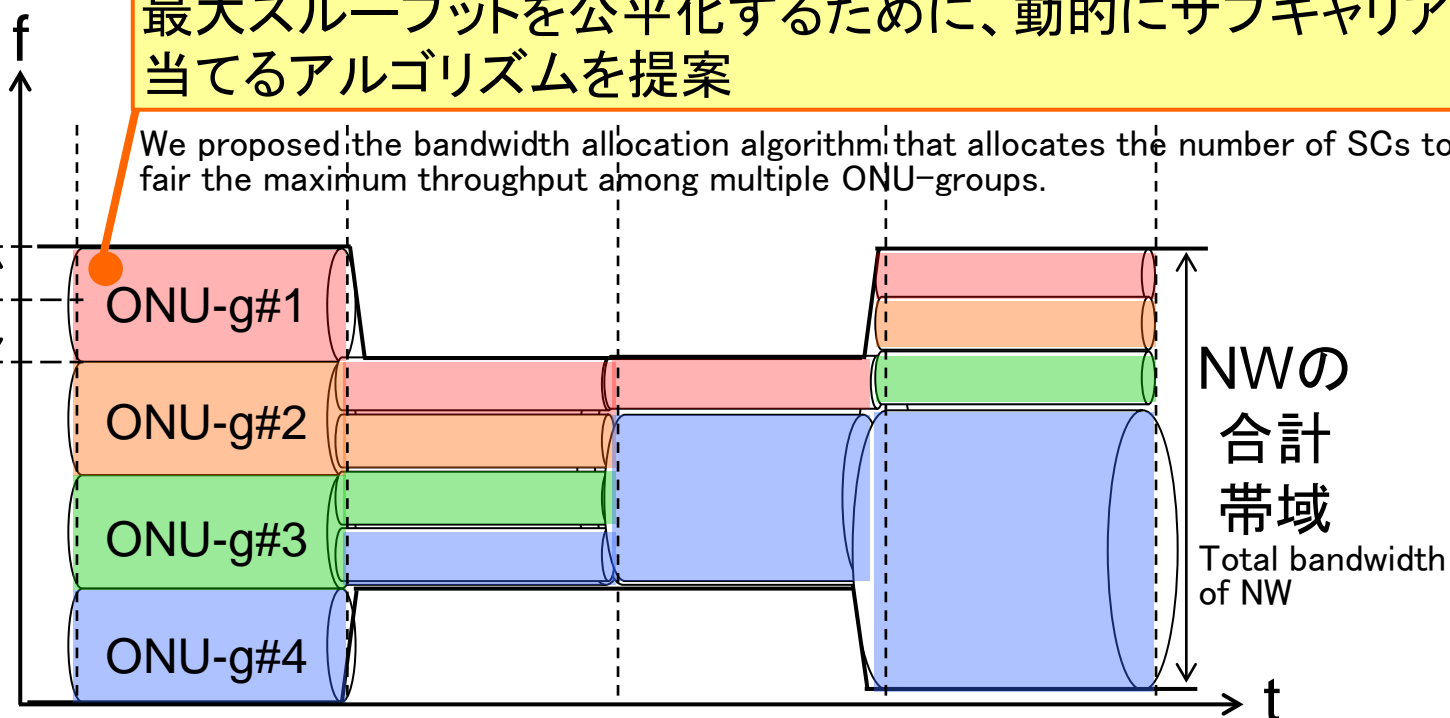 f
最大スループットを公平化するために、動的にサブキャリア
当てるアルゴリズムを提案
We proposed the bandwidth allocation algorithm that allocates the number of SCs to
fair the maximum throughput among multiple ONU-groups.
ONU-g#1
ONU-g#2
ONU-g#3
ONU-g#4
NWの
合計
帯域
Total bandwidth
of NW
t